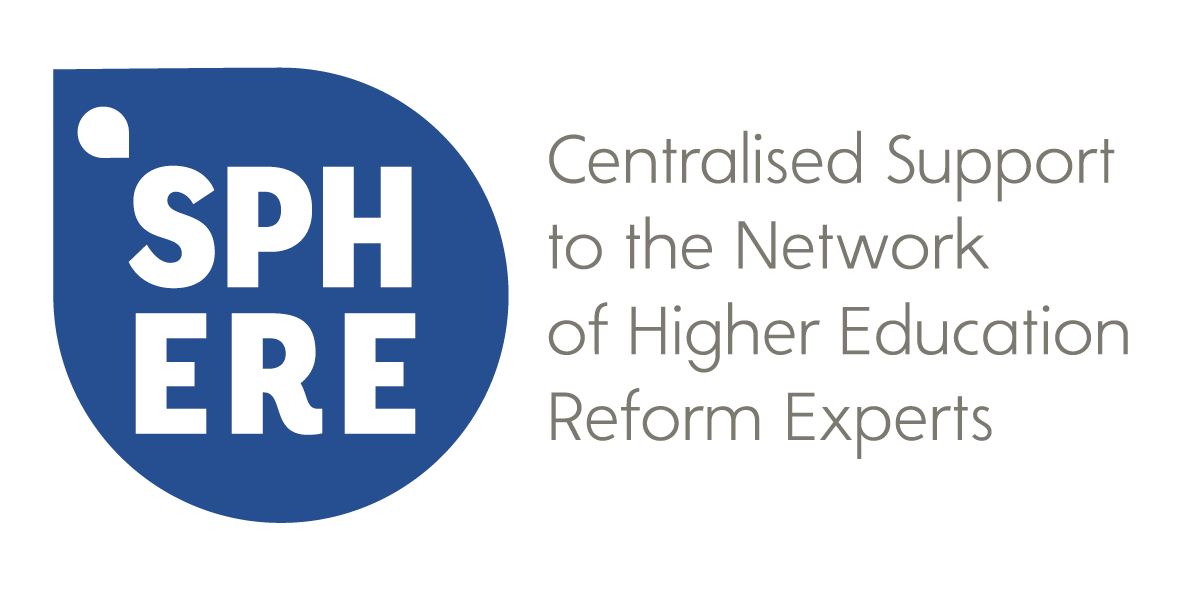 SPH
ERE
Centralised Support
to the Network
of Higher Education
Reform Experts